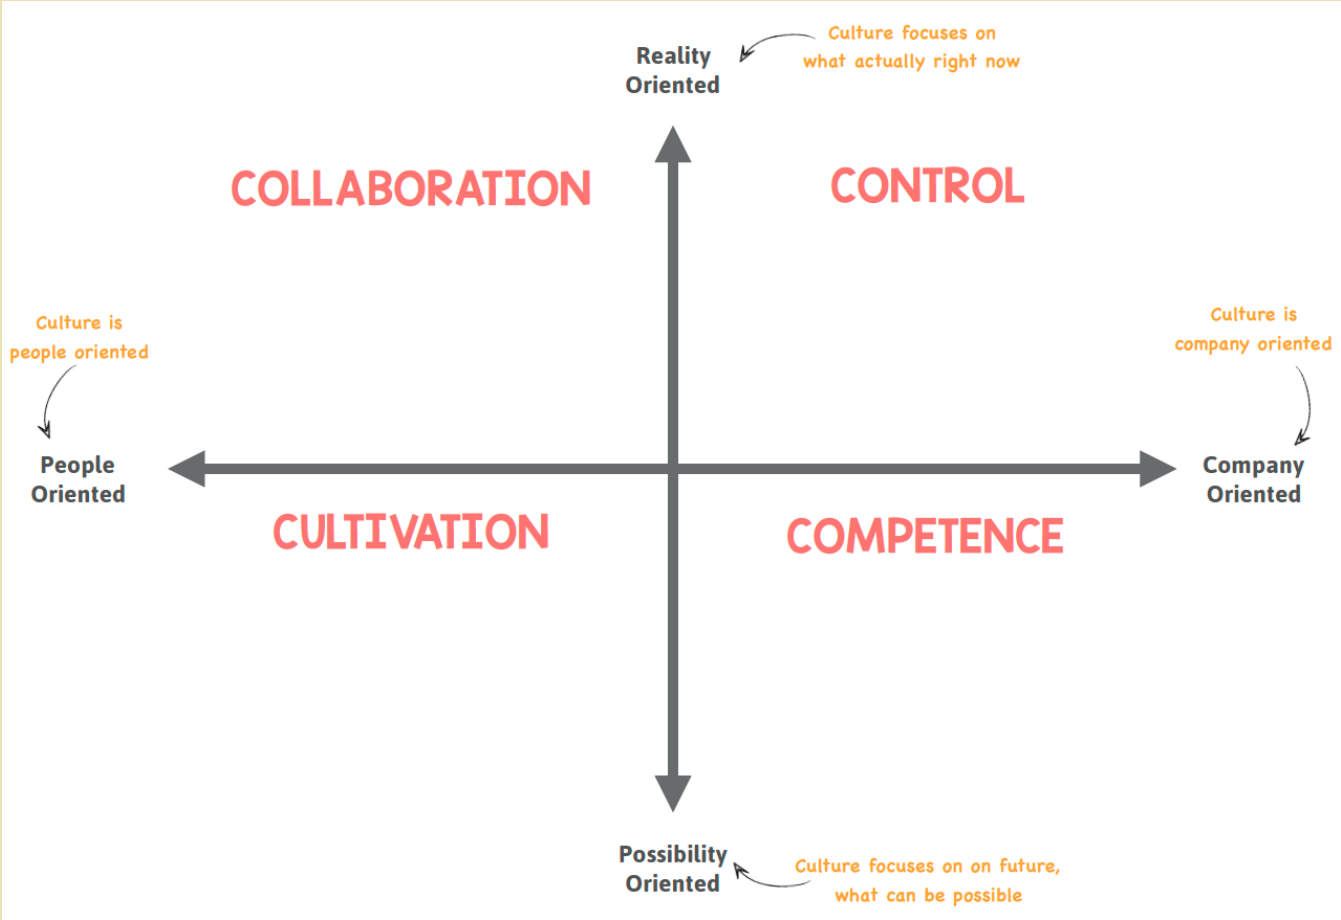 Culture focuses on
what actually right now
Reality
Oriented
COLLABORATION
CONTROL
Culture is
people oriented
Culture is
company oriented
People
Oriented
Company
Oriented
CULTIVATION
COMPETENCE
Possibility
Oriented
Culture focuses on on future,
what can be possible